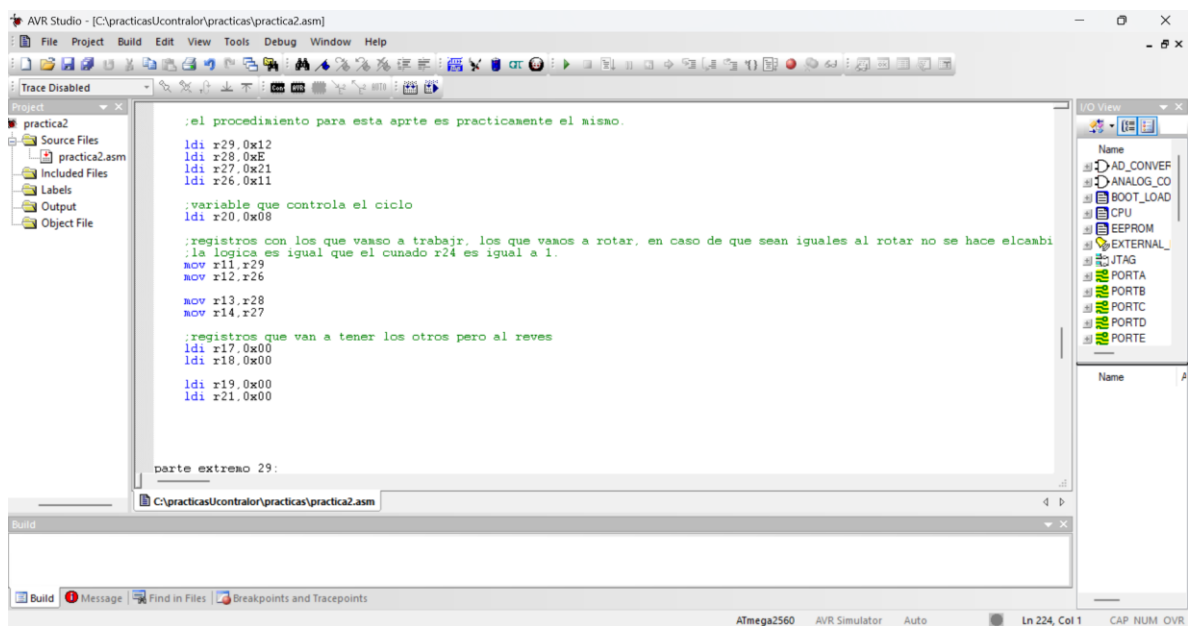 AVR Studio - [C:\practicasUcontralor\practicas\practica2.asm]
File Project Build Edit View Tools Debug Window Help
Trace Disabled
Project
practica2
Source Files
practica2.asm
Included Files
Labels
Output
Object File
;el procedimiento para esta aprte es practicamente el mismo.
ldi r29,0x12
ldi r28,0xE
ldi r27,0x21
ldi r26,0x11
;variable que controla el ciclo
ldi r20,0x08
;registros con los que vamso a trabajr, los que vamos a rotar, en caso de que sean iguales al rotar no se hace elcambi
;la logica es igual que el cunado r24 es igual a 1.
mov r11,r29
mov r12,r26
mov r13,r28
mov r14,r27
;registros que van a tener los otros pero al reves
ldi r17,0x00
ldi r18,0x00
ldi r19,0x00
ldi r21,0x00
parte extremo 29:
C:\practicasUcontralor\practicas\practica2.asm
I/O View
Name
AD_CONVER
ANALOG_CO
BOOT_LOAD
CPU
EEPROM
EXTERNAL_
JTAG
PORTA
PORTB
PORTC
PORTD
PORTE
Name
Build
Build Message Find in Files Breakpoints and Tracepoints
ATmega2560 AVR Simulator Auto Ln 224, Col 1 CAP NUM OVR